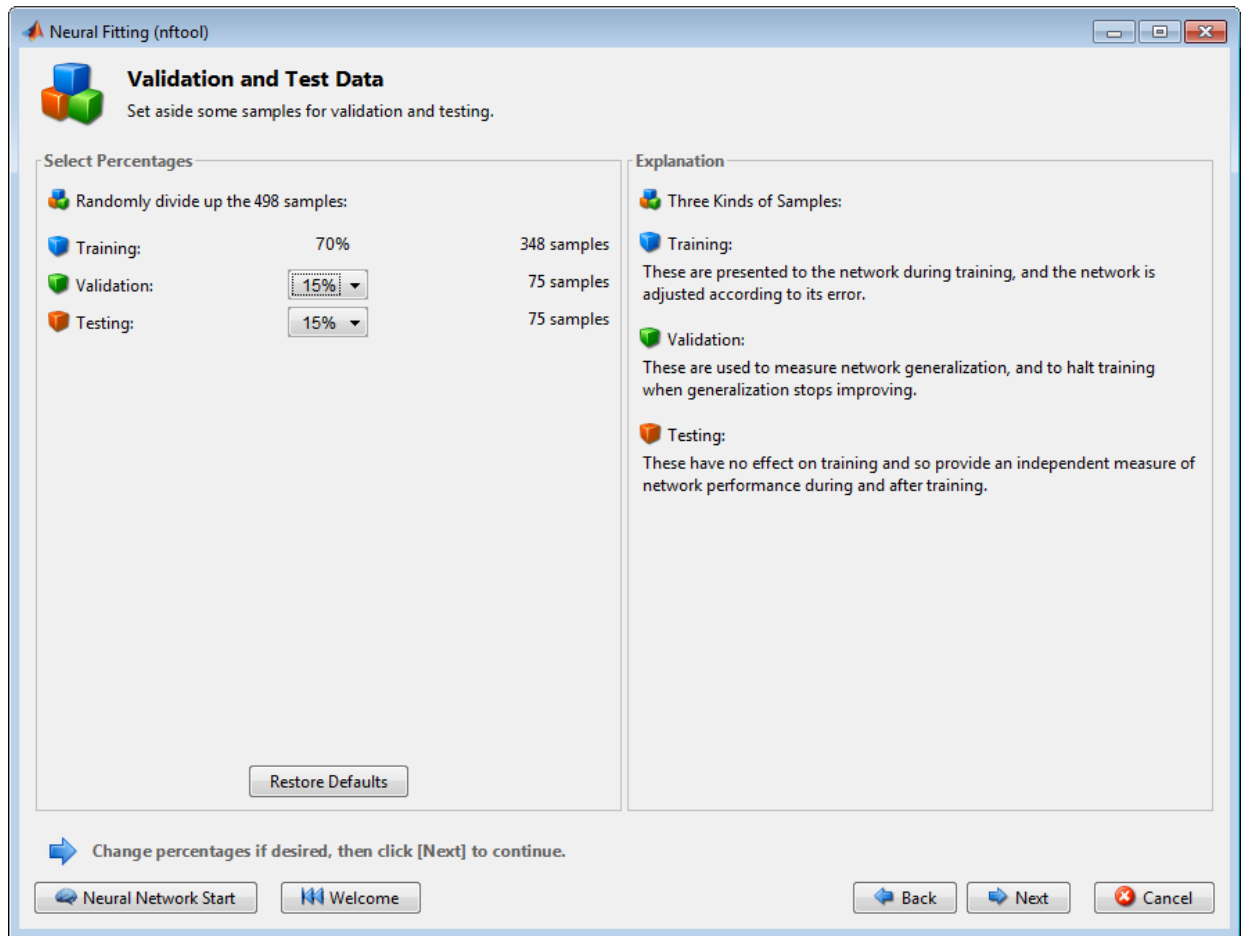 Neural Fitting (nftool)
Validation and Test Data
Set aside some samples for validation and testing.
Select Percentages
Randomly divide up the 498 samples:
Training: 70% 348 samples
Validation: 15% 75 samples
Testing: 15% 75 samples
Restore Defaults
Explanation
Three Kinds of Samples:
Training:
These are presented to the network during training, and the network is
adjusted according to its error.
Validation:
These are used to measure network generalization, and to halt training
when generalization stops improving.
Testing:
These have no effect on training and so provide an independent measure of
network performance during and after training.
Change percentages if desired, then click [Next] to continue.
Neural Network Start Welcome Back Next Cancel